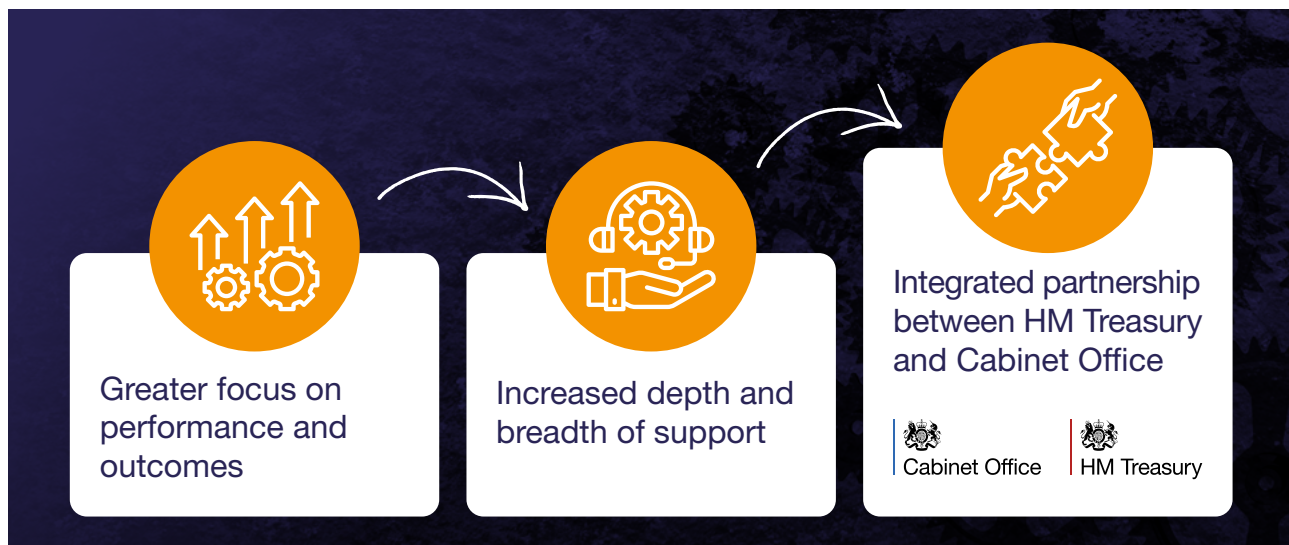 Greater focus on
performance and
outcomes
Increased depth and
breadth of support
Integrated partnership
between HM Treasury
and Cabinet Office
Cabinet Office
HM Treasury